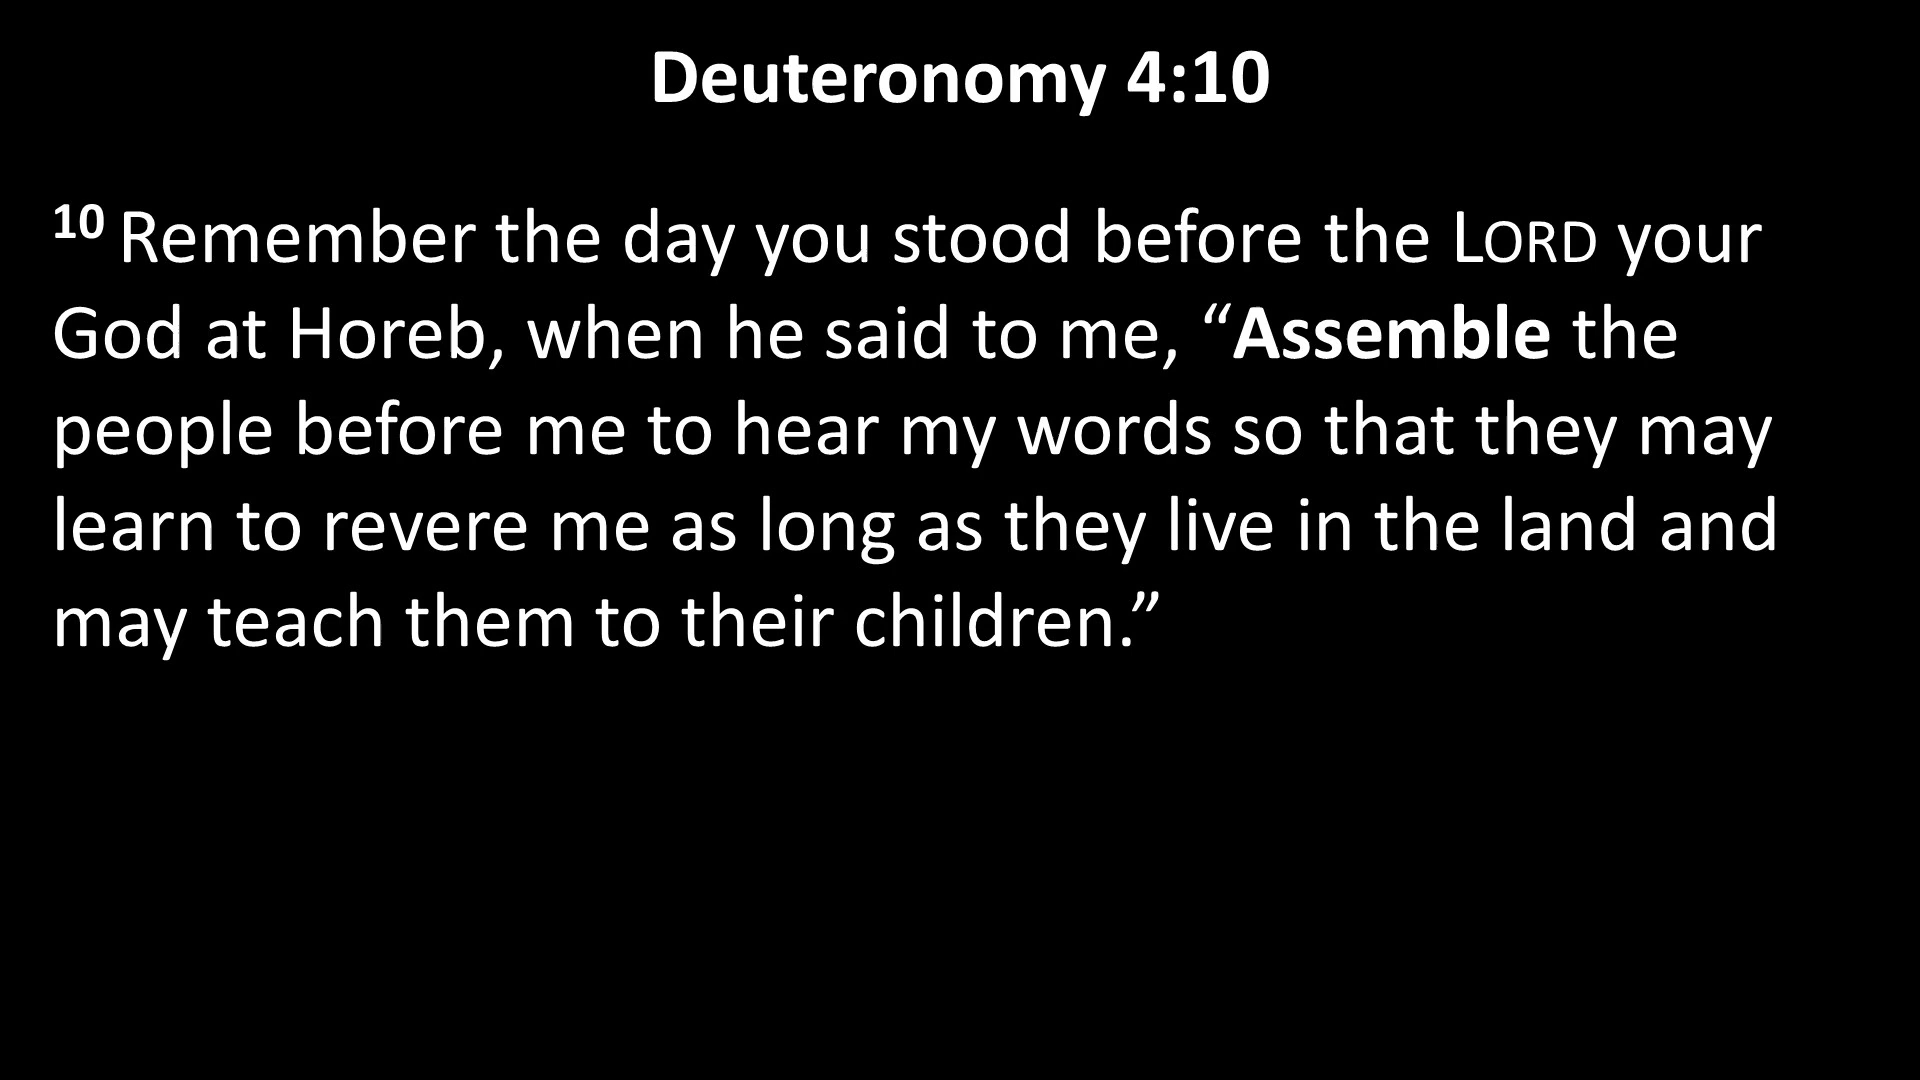 Deuteronomy 4:10
10 Remember the day you stood before the LORD your
God at Horeb, when he said to me, “Assemble the
people before me to hear my words so that they may
learn to revere me as long as they live in the land and
may teach them to their children.”